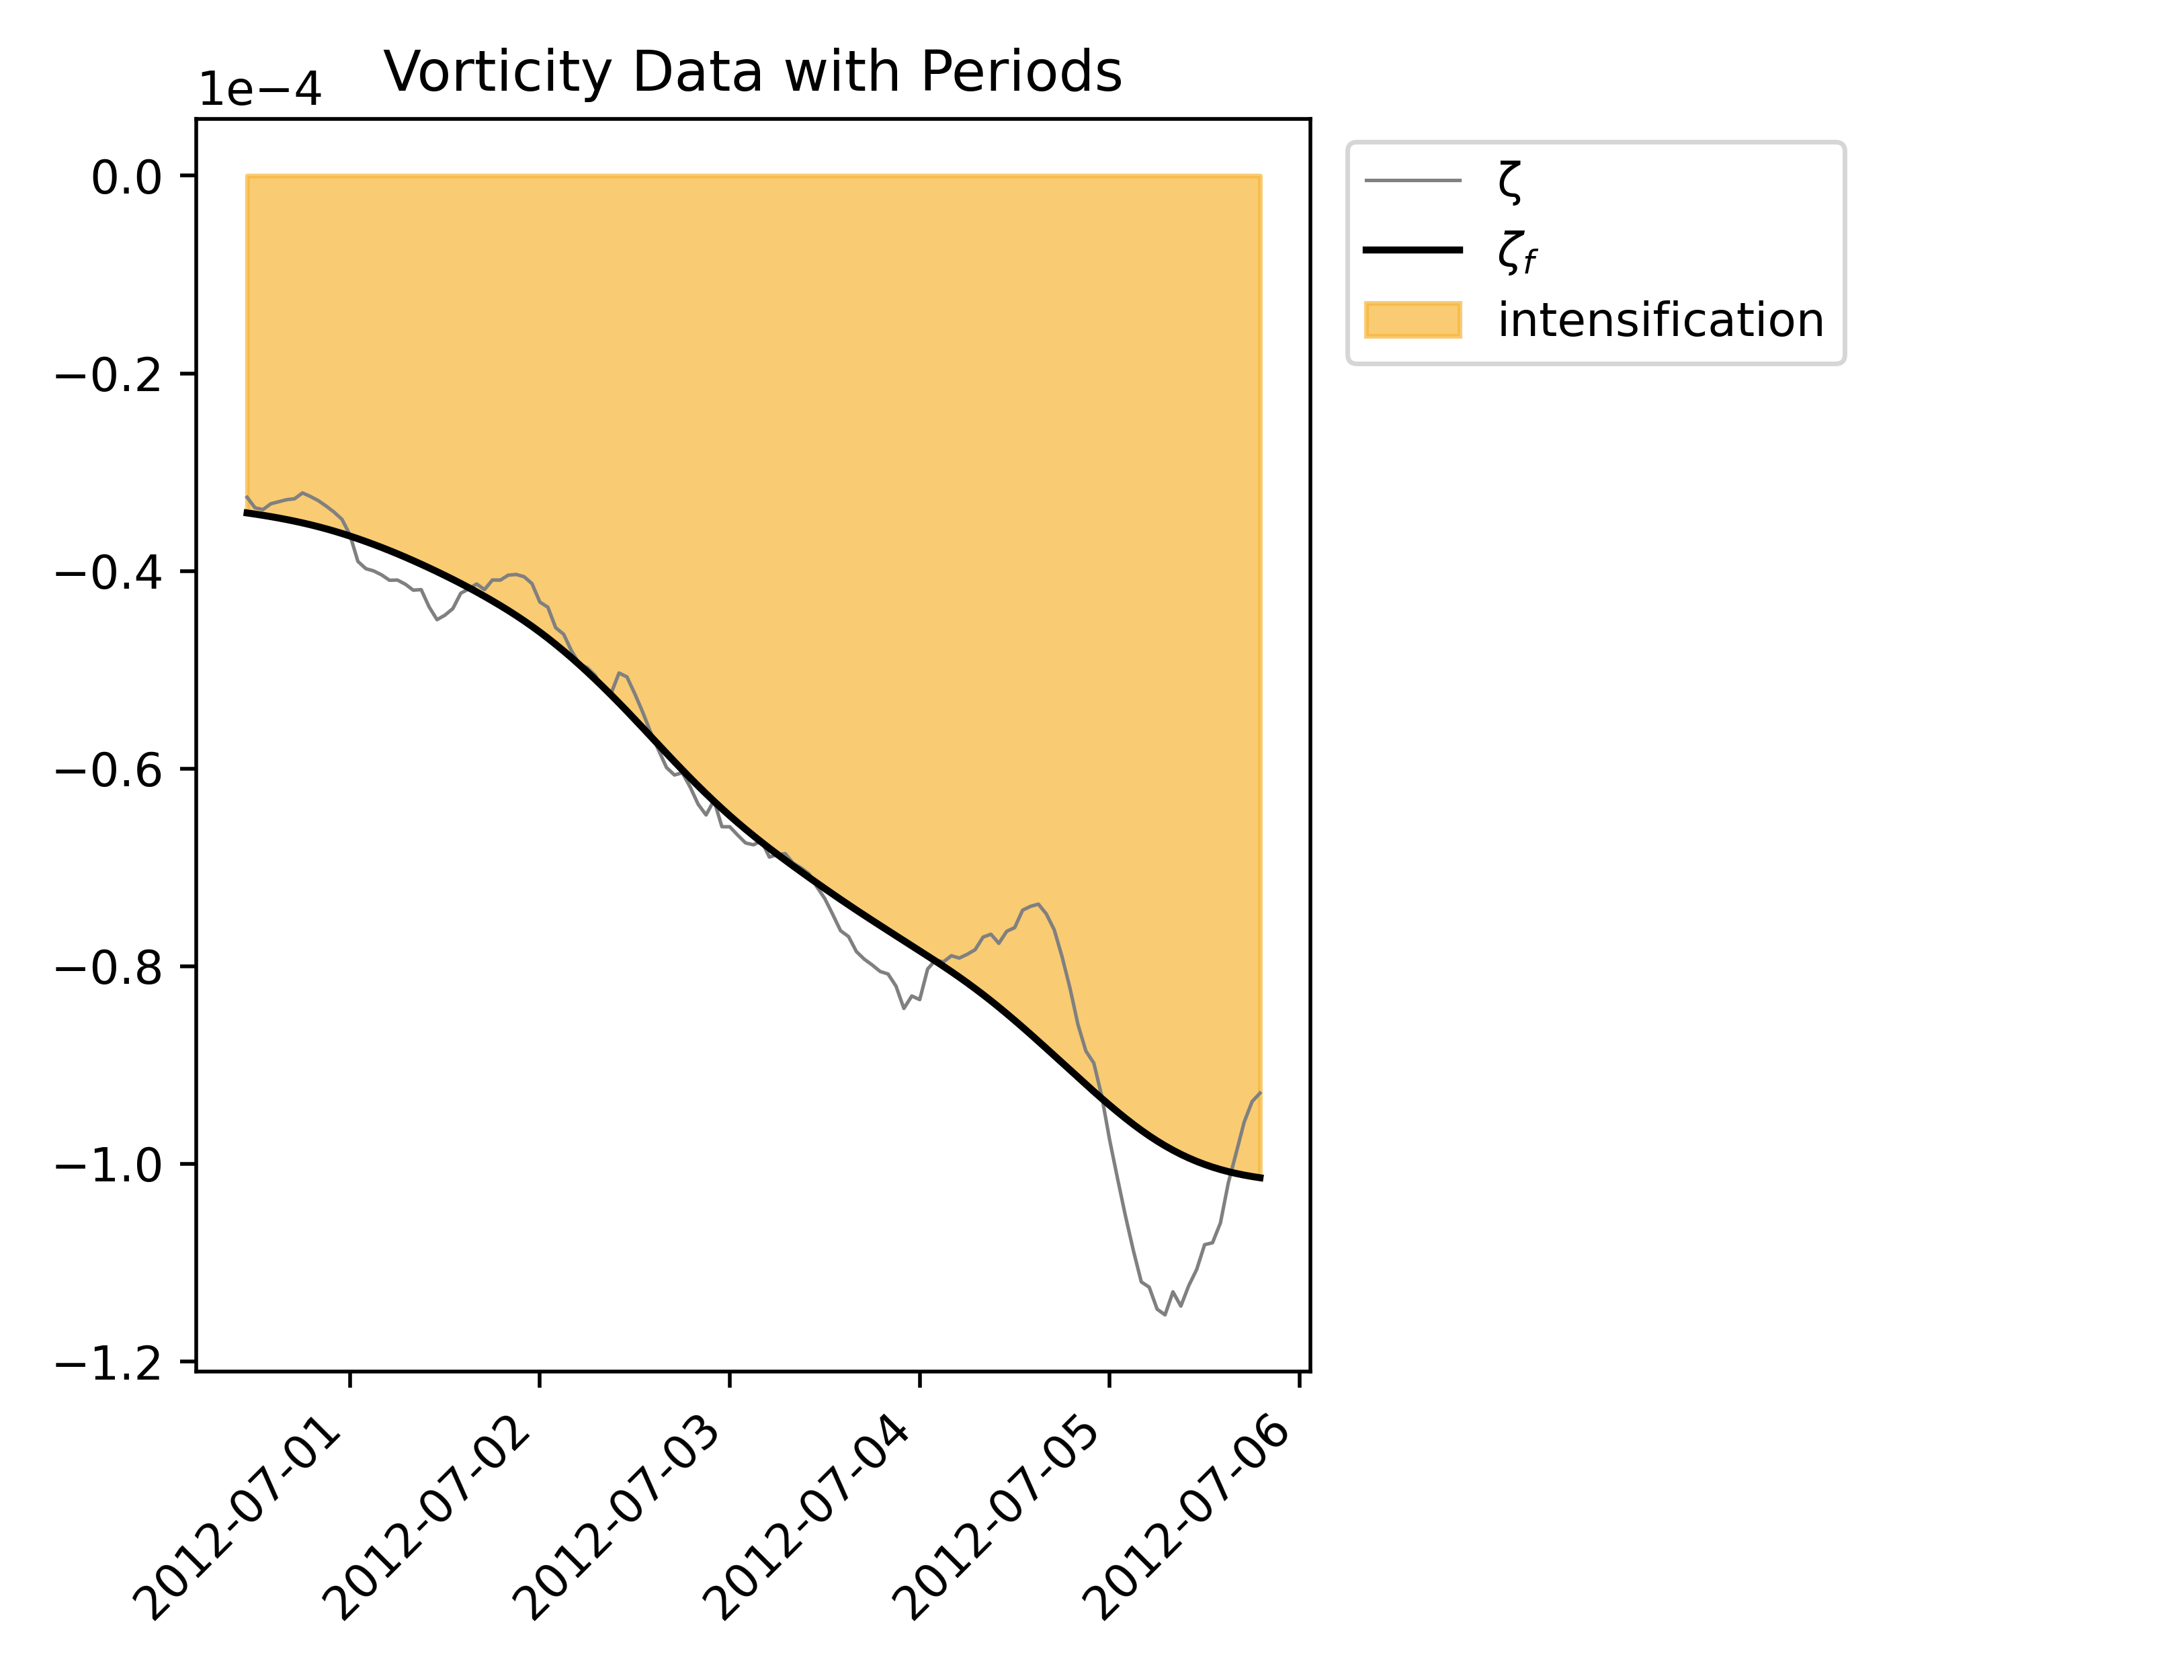 Vorticity Data with Periods
1e−4
0.0
−0.2
−0.4
−0.6
−0.8
−1.0
−1.2
2012-07-01
2012-07-02
2012-07-03
2012-07-04
2012-07-05
2012-07-06
ζ
ζf
intensification